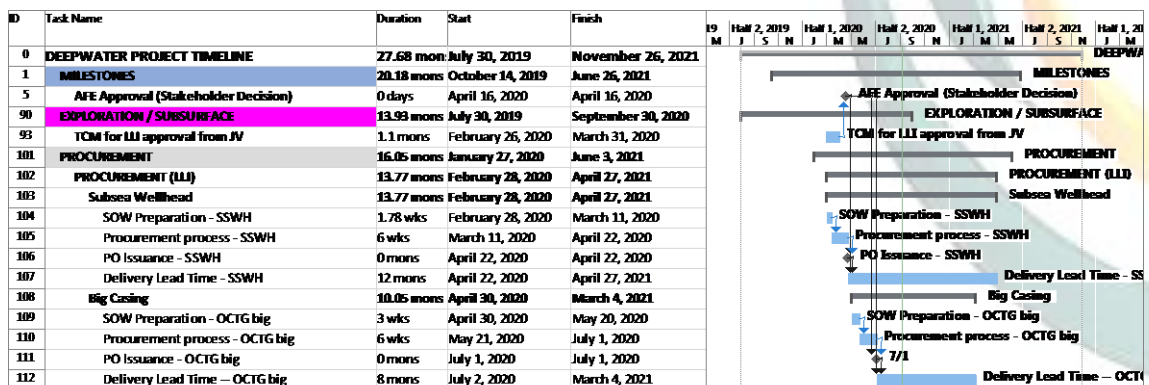 ID Task Name Duration Start Finish
19 Half 2, 2019 Half 1, 2020 Half 2, 2020 Half 1, 2021 Half 2, 2021 Half 1, 20
M J S N J M M J S N J M M J S N J M
0 DEEPWATER PROJECT TIMELINE 27.68 mon: July 30, 2019 November 26, 2021 DEEPWA
1 MILESTONES 20.18 mons October 14, 2019 June 26, 2021 MILESTONES
5 AFE Approval (Stakeholder Decision) 0 days April 16, 2020 April 16, 2020 AFE Approval (Stakeholder Decision)
90 EXPLORATION / SUBSURFACE 13.93 mons July 30, 2019 September 30, 2020 EXPLORATION / SUBSURFACE
93 TCM for LLI approval from JV 1.1 mons February 26, 2020 March 31, 2020 TCM for LLI approval from JV
101 PROCUREMENT 16.05 mons January 27, 2020 June 3, 2021 PROCUREMENT
102 PROCUREMENT (LLI) 13.77 mons February 28, 2020 April 27, 2021 PROCUREMENT (LLI)
103 Subsea Wellhead 13.77 mons February 28, 2020 April 27, 2021 Subsea Wellhead
104 SOW Preparation - SSWH 1.78 wks February 28, 2020 March 11, 2020 SOW Preparation - SSWH
105 Procurement process - SSWH 6 wks March 11, 2020 April 22, 2020 Procurement process - SSWH
106 PO Issuance - SSWH 0 mons April 22, 2020 April 22, 2020 PO Issuance - SSWH
107 Delivery Lead Time - SSWH 12 mons April 22, 2020 April 27, 2021 Delivery Lead Time - SS
108 Big Casing 10.05 mons April 30, 2020 March 4, 2021 Big Casing
109 SOW Preparation - OCTG big 3 wks April 30, 2020 May 20, 2020 SOW Preparation - OCTG big
110 Procurement process - OCTG big 6 wks May 21, 2020 July 1, 2020 Procurement process - OCTG big
111 PO Issuance - OCTG big 0 mons July 1, 2020 July 1, 2020 7/1
112 Delivery Lead Time -- OCTG big 8 mons July 2, 2020 March 4, 2021 Delivery Lead Time -- OCT